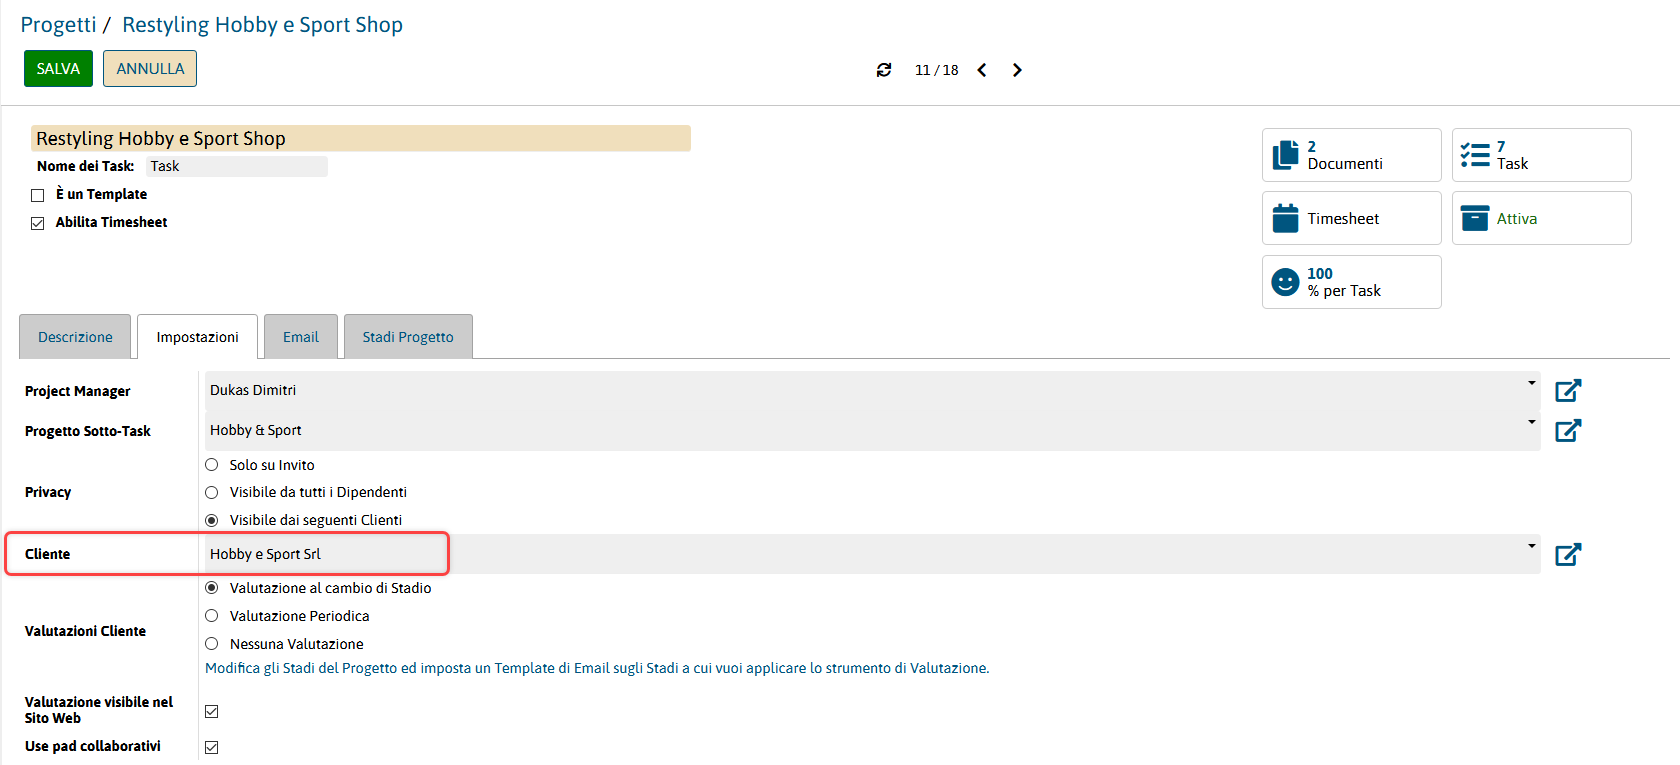 Progetti / Restyling Hobby e Sport Shop
SALVA ANNULLA 11 / 18
Restyling Hobby e Sport Shop
Nome dei Task: Task
È un Template
Abilita Timesheet
2 Documenti
7 Task
Timesheet
Attiva
100 % per Task
Descrizione Impostazioni Email Stadi Progetto
Project Manager Dukas Dimitri
Progetto Sotto-Task Hobby & Sport
Privacy
Solo su Invito
Visibile da tutti i Dipendenti
Visibile dai seguenti Clienti
Cliente Hobby e Sport Srl
Valutazioni Cliente
Valutazione al cambio di Stadio
Valutazione Periodica
Nessuna Valutazione
Modifica gli Stadi del Progetto ed imposta un Template di Email sugli Stadi a cui vuoi applicare lo strumento di Valutazione.
Valutazione visibile nel
Sito Web
Use pad collaborativi